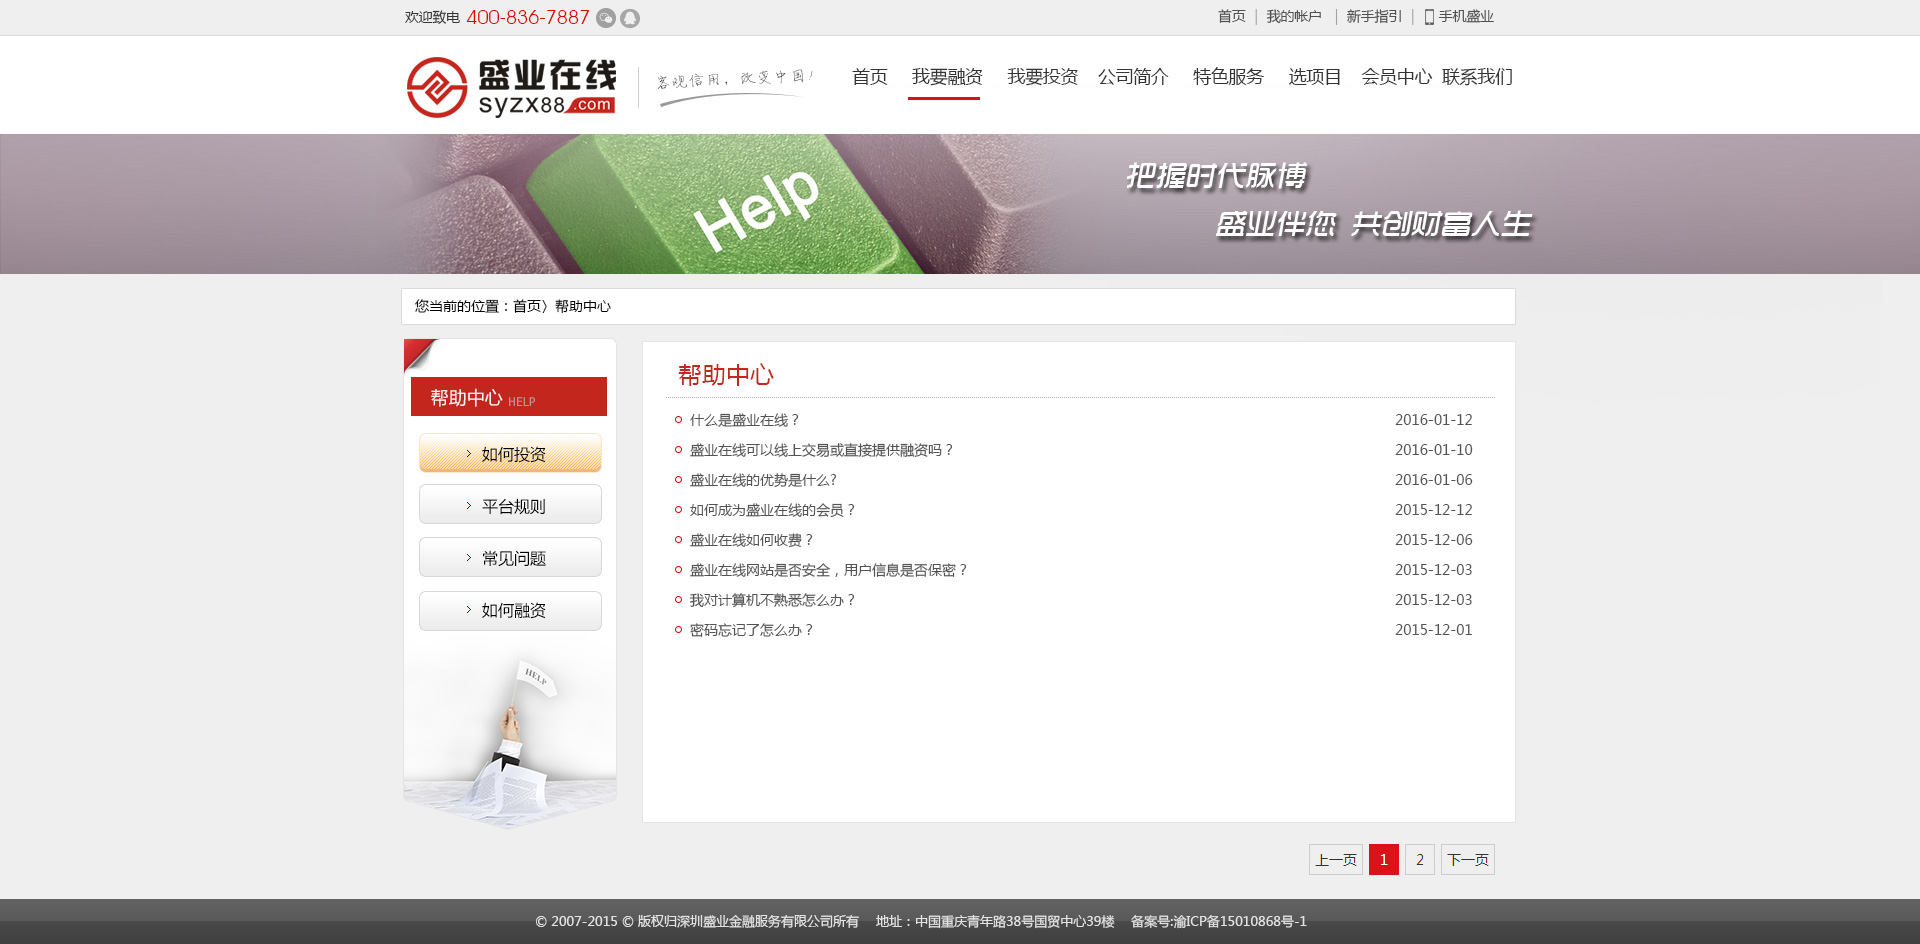 欢迎致电 400-836-7887
首页 | 我的帐户 | 新手指引 | 手机盛业
盛业在线
syzx88.com
客观信用，改变中国！
首页 我要融资 我要投资 公司简介 特色服务 选项目 会员中心 联系我们
Help
把握时代脉博
盛业伴您 共创财富人生
您当前的位置：首页〉帮助中心
帮助中心 HELP
如何投资
平台规则
常见问题
如何融资
HELP
帮助中心
什么是盛业在线？ 2016-01-12
盛业在线可以线上交易或直接提供融资吗？ 2016-01-10
盛业在线的优势是什么? 2016-01-06
如何成为盛业在线的会员？ 2015-12-12
盛业在线如何收费？ 2015-12-06
盛业在线网站是否安全，用户信息是否保密？ 2015-12-03
我对计算机不熟悉怎么办？ 2015-12-03
密码忘记了怎么办？ 2015-12-01
上一页 1 2 下一页
© 2007-2015 © 版权归深圳盛业金融服务有限公司所有 地址：中国重庆青年路38号国贸中心39楼 备案号:渝ICP备15010868号-1